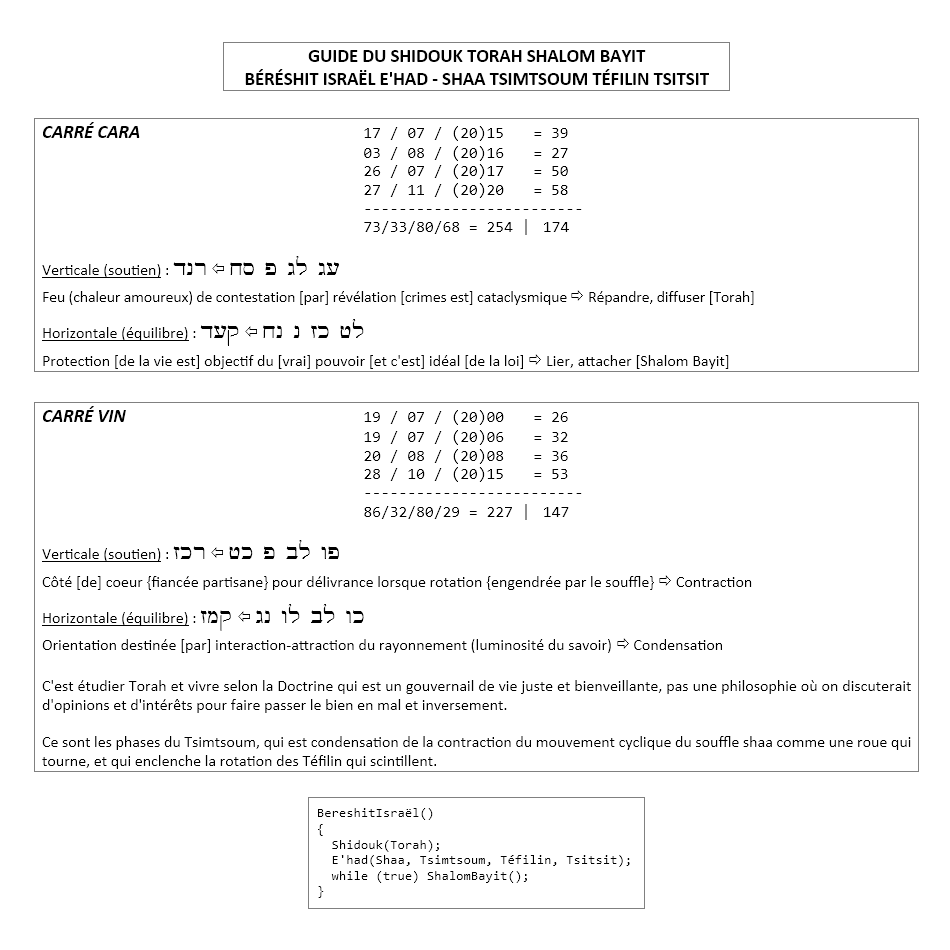 GUIDE DU SHIDOUK TORAH SHALOM BAYIT
BÉRÉSHIT ISRAËL E'HAD - SHAA TSIMTSOUM TÉFILIN TSITSIT
CARRÉ CARA
17 / 07 / (20)15 = 39
03 / 08 / (20)16 = 27
26 / 07 / (20)17 = 50
27 / 11 / (20)20 = 58
-------------------------
73/33/80/68 = 254 | 174
Verticale (soutien) : עג לג פ סח ⇦ רנד
Feu (chaleur amoureux) de contestation [par] révélation [crimes est] cataclysmique ⇨ Répandre, diffuser [Torah]
Horizontale (équilibre) : לט כז נ נח ⇦ קעד
Protection [de la vie est] objectif du [vrai] pouvoir [et c'est] idéal [de la loi] ⇨ Lier, attacher [Shalom Bayit]
CARRÉ VIN
19 / 07 / (20)00 = 26
19 / 07 / (20)06 = 32
20 / 08 / (20)08 = 36
28 / 10 / (20)15 = 53
-------------------------
86/32/80/29 = 227 | 147
Verticale (soutien) : פו לב פ כט ⇦ רכז
Côté [de] coeur {fiancée partisane} pour délivrance lorsque rotation {engendrée par le souffle} ⇨ Contraction
Horizontale (équilibre) : כו לב לו נג ⇦ קמז
Orientation destinée [par] interaction-attraction du rayonnement (luminosité du savoir) ⇨ Condensation
C'est étudier Torah et vivre selon la Doctrine qui est un gouvernail de vie juste et bienveillante, pas une philosophie où on discuterait
d'opinions et d'intérêts pour faire passer le bien en mal et inversement.
Ce sont les phases du Tsimtsoum, qui est condensation de la contraction du mouvement cyclique du souffle shaa comme une roue qui
tourne, et qui enclenche la rotation des Téfilin qui scintillent.
BereshitIsraël()
{
Shidouk(Torah);
E'had(Shaa, Tsimtsoum, Téfilin, Tsitsit);
while (true) ShalomBayit();
}